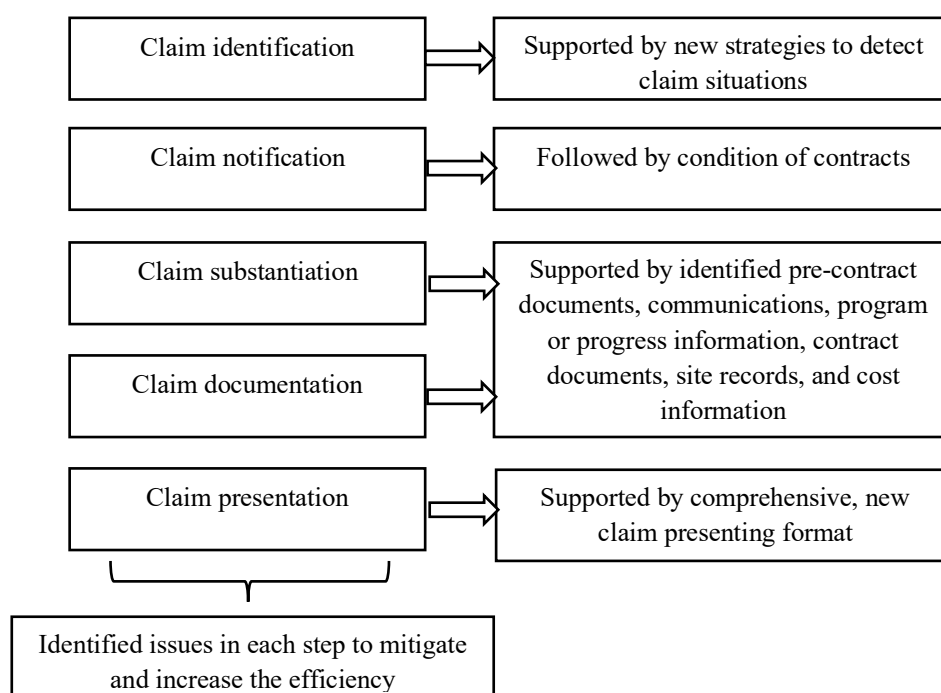 Claim identification
Supported by new strategies to detect
claim situations
Claim notification
Followed by condition of contracts
Claim substantiation
Claim documentation
Supported by identified pre-contract
documents, communications, program
or progress information, contract
documents, site records, and cost
information
Claim presentation
Supported by comprehensive, new
claim presenting format
Identified issues in each step to mitigate
and increase the efficiency